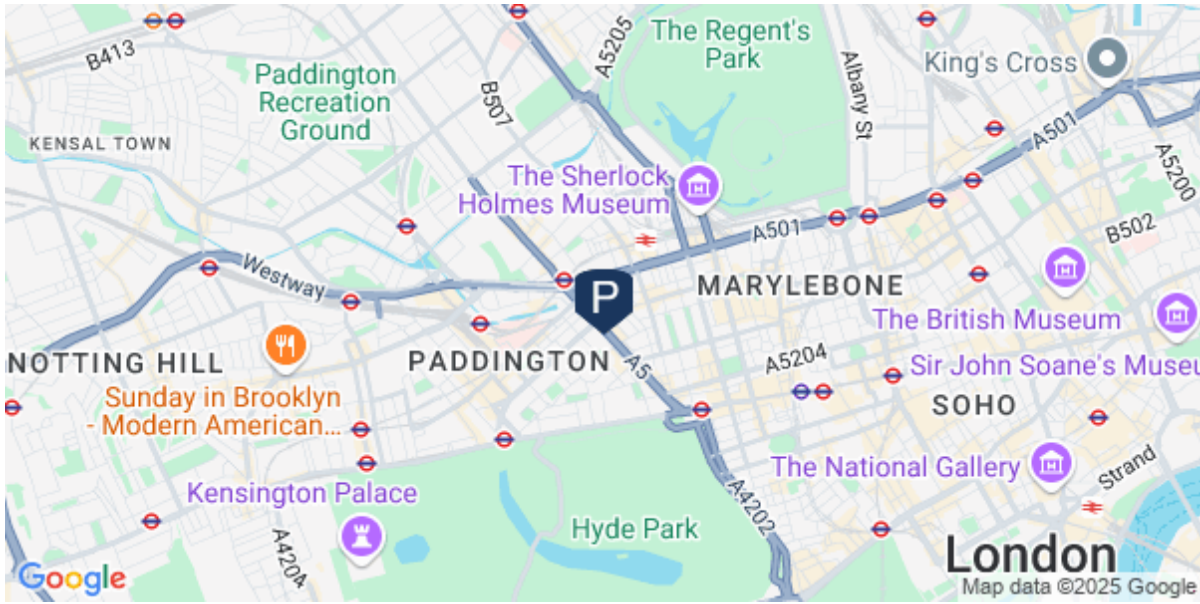 The Regent's
Park
A5205
B413
Albany St
King's Cross
Paddington
Recreation
Ground
B507
A501
KENSAL TOWN
A5200
The Sherlock
Holmes Museum
A501
B502
Westway
MARYLEBONE
P
The British Museum
NOTTING HILL
PADDINGTON
A5
A5204
Sir John Soane's Museu
Sunday in Brooklyn
- Modern American...
SOHO
The National Gallery
Strand
Kensington Palace
A4202
Hyde Park
A4204
London
Google
Map data ©2025 Google